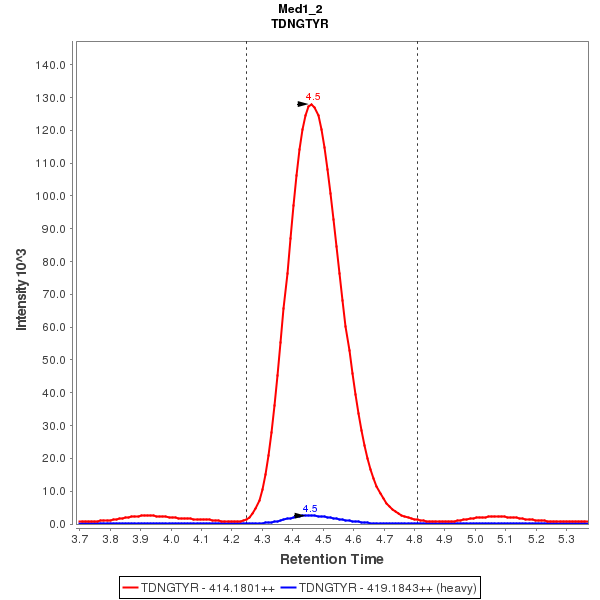 Med1_2
TDNGTYR
140.0
130.0
120.0
110.0
100.0
90.0
80.0
70.0
60.0
50.0
40.0
30.0
20.0
10.0
0.0
Intensity 10^3
4.5
4.5
3.7 3.8 3.9 4.0 4.1 4.2 4.3 4.4 4.5 4.6 4.7 4.8 4.9 5.0 5.1 5.2 5.3
Retention Time
TDNGTYR - 414.1801++ TDNGTYR - 419.1843++ (heavy)